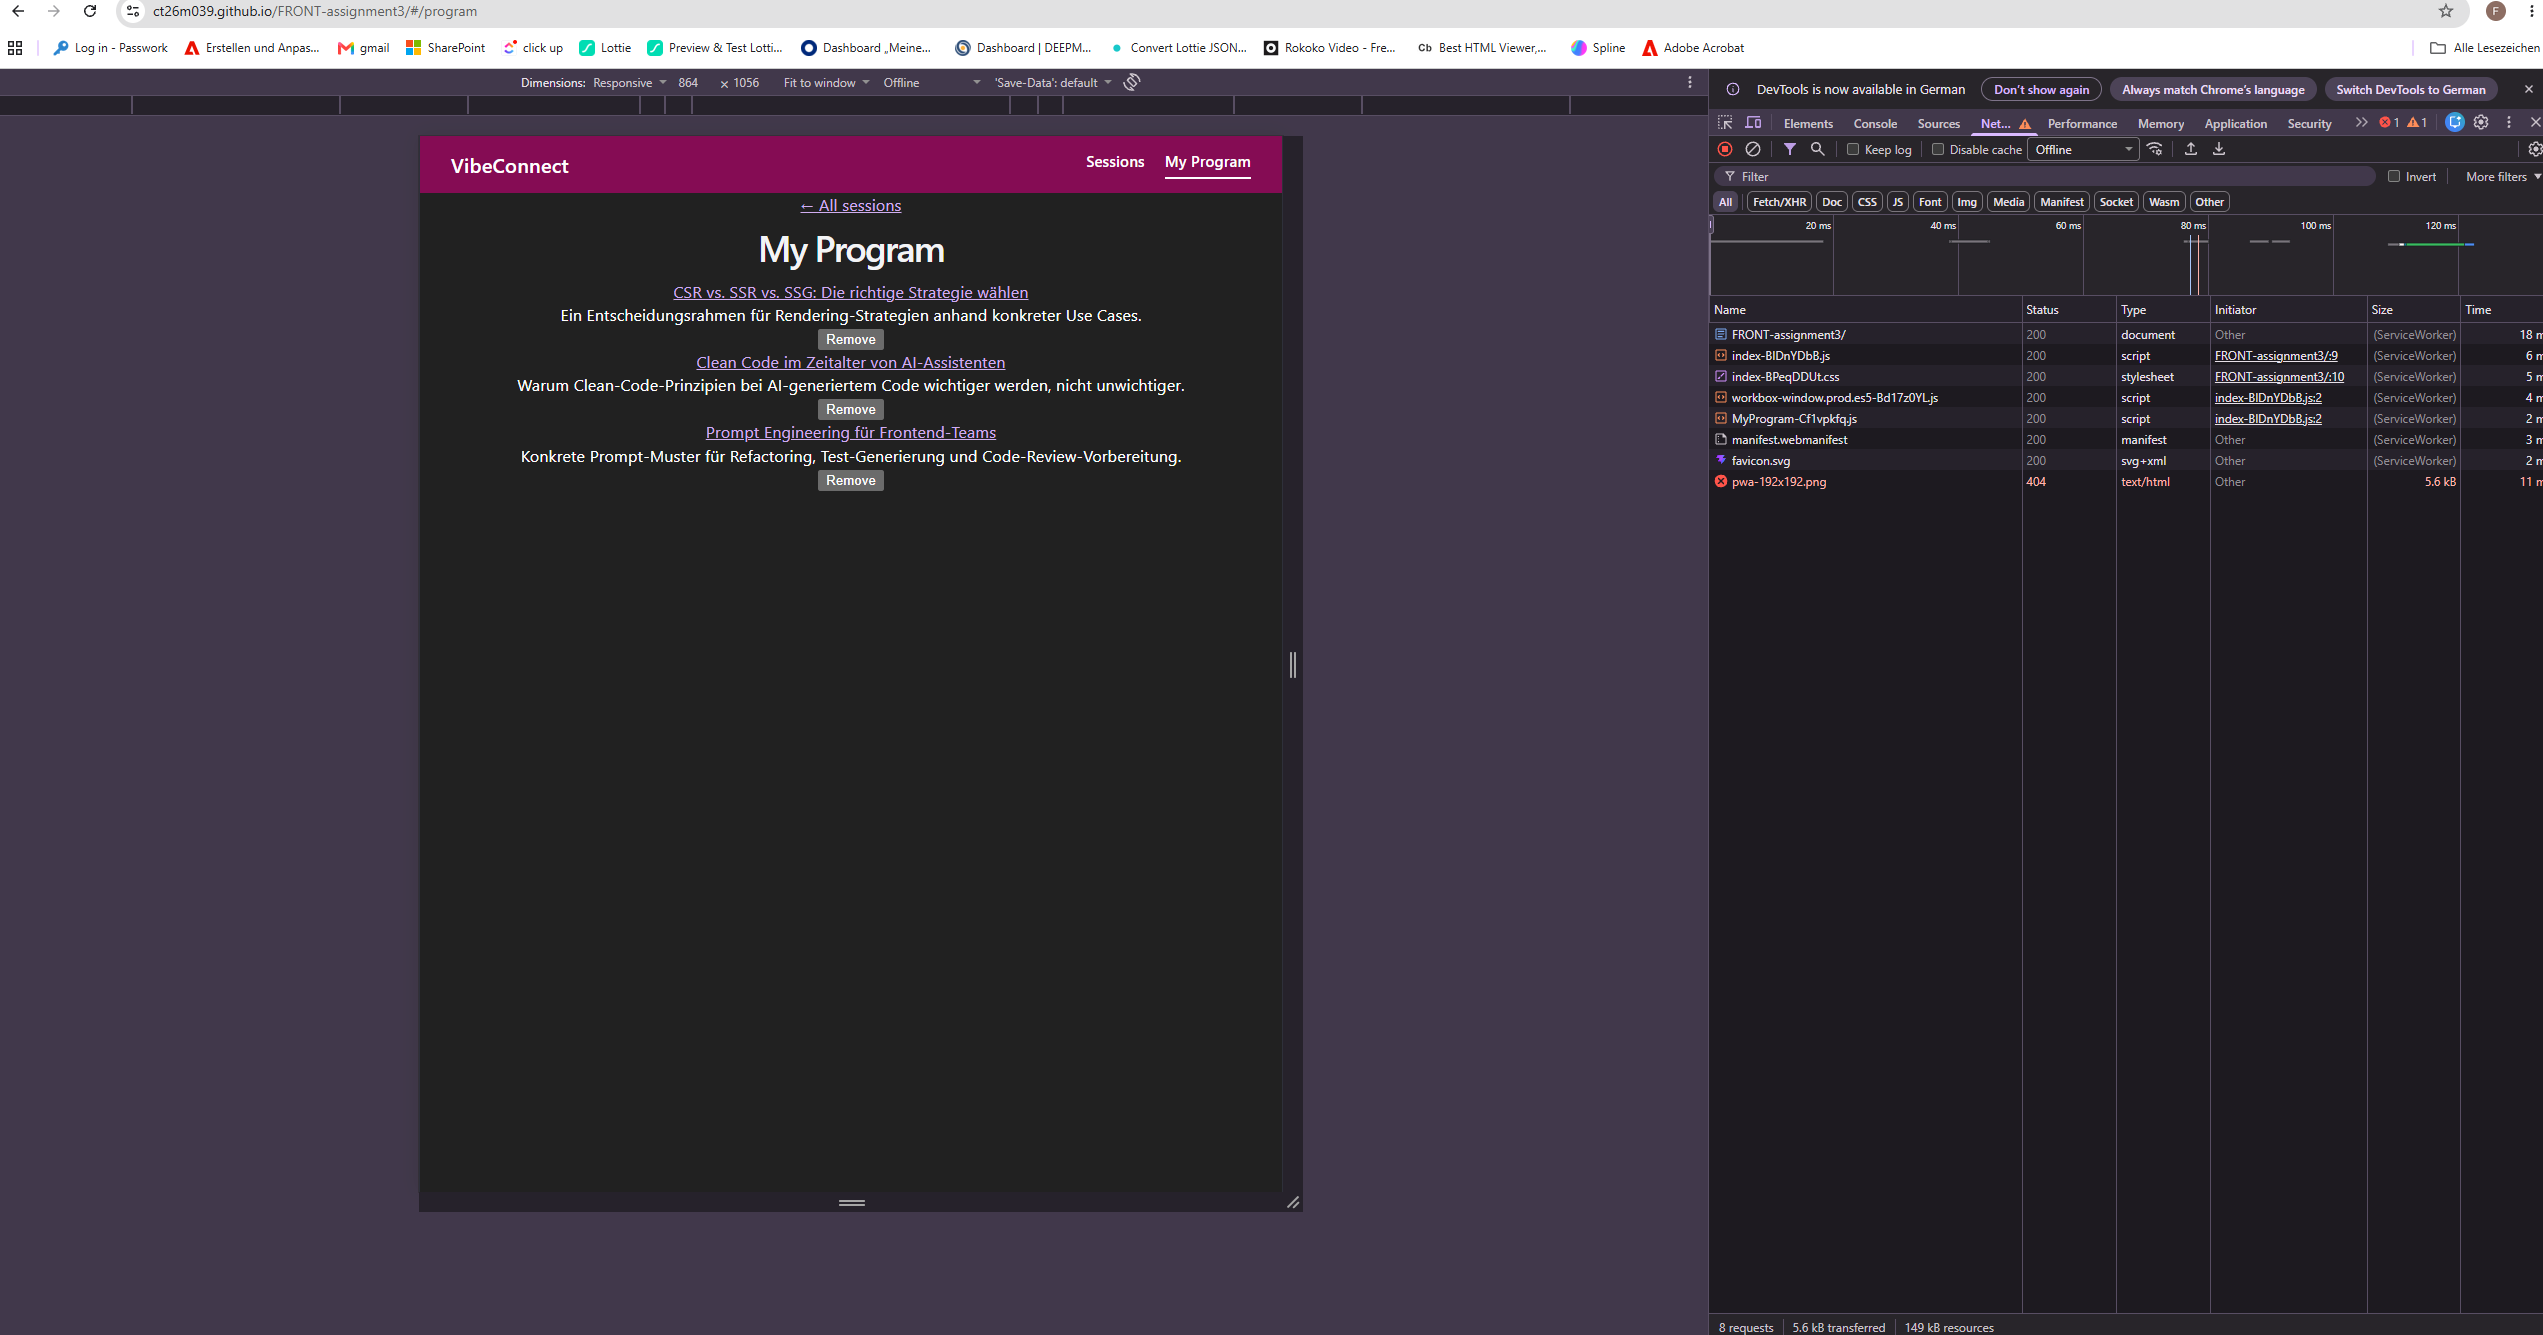 ct26m039.github.io/FRONT-assignment3/#/program
F
Log in - Passwork
Erstellen und Anpas...
gmail
SharePoint
click up
Lottie
Preview & Test Lotti...
Dashboard „Meine...
Dashboard | DEEPM...
Convert Lottie JSON...
Rokoko Video - Fre...
Cb Best HTML Viewer,...
Spline
Adobe Acrobat
Alle Lesezeichen
Dimensions: Responsive 864 × 1056 Fit to window Offline 'Save-Data': default
VibeConnect
Sessions My Program
← All sessions
My Program
CSR vs. SSR vs. SSG: Die richtige Strategie wählen
Ein Entscheidungsrahmen für Rendering-Strategien anhand konkreter Use Cases.
Remove
Clean Code im Zeitalter von AI-Assistenten
Warum Clean-Code-Prinzipien bei AI-generiertem Code wichtiger werden, nicht unwichtiger.
Remove
Prompt Engineering für Frontend-Teams
Konkrete Prompt-Muster für Refactoring, Test-Generierung und Code-Review-Vorbereitung.
Remove
DevTools is now available in German Don't show again Always match Chrome's language Switch DevTools to German
Elements Console Sources Net... Performance Memory Application Security 1 1
Keep log Disable cache Offline
Filter Invert More filters
All Fetch/XHR Doc CSS JS Font Img Media Manifest Socket Wasm Other
20 ms 40 ms 60 ms 80 ms 100 ms 120 ms
Name Status Type Initiator Size Time
FRONT-assignment3/ 200 document Other (ServiceWorker) 18 m
index-BIDnYDbB.js 200 script FRONT-assignment3/:9 (ServiceWorker) 6 m
index-BPeqDDUt.css 200 stylesheet FRONT-assignment3/:10 (ServiceWorker) 5 m
workbox-window.prod.es5-Bd17z0YL.js 200 script index-BIDnYDbB.js:2 (ServiceWorker) 4 m
MyProgram-Cf1vpkfq.js 200 script index-BIDnYDbB.js:2 (ServiceWorker) 2 m
manifest.webmanifest 200 manifest Other (ServiceWorker) 3 m
favicon.svg 200 svg+xml Other (ServiceWorker) 2 m
pwa-192x192.png 404 text/html Other 5.6 kB 11 m
8 requests 5.6 kB transferred 149 kB resources